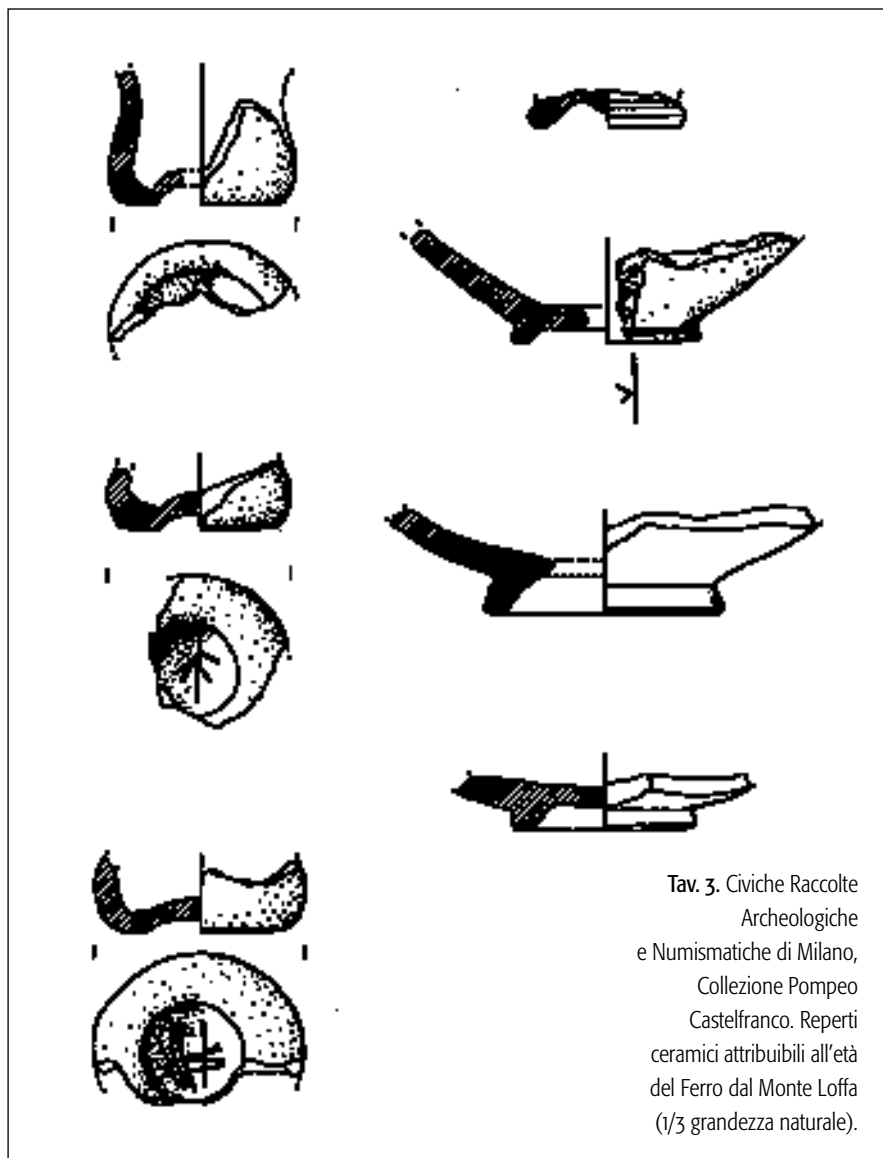 Tav. 3. Civiche Raccolte
Archeologiche
e Numismatiche di Milano,
Collezione Pompeo
Castelfranco. Reperti
ceramici attribuibili all'età
del Ferro dal Monte Loffa
(1/3 grandezza naturale).